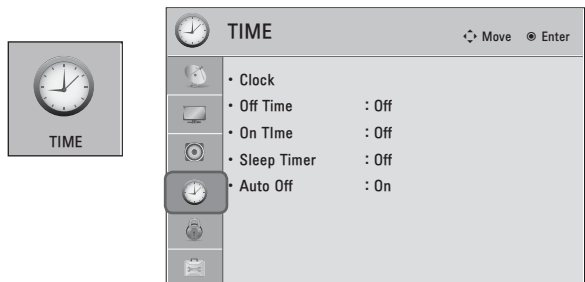 TIME
TIME
Move Enter
• Clock
• Off Time : Off
• On TIme : Off
• Sleep Timer : Off
• Auto Off : On